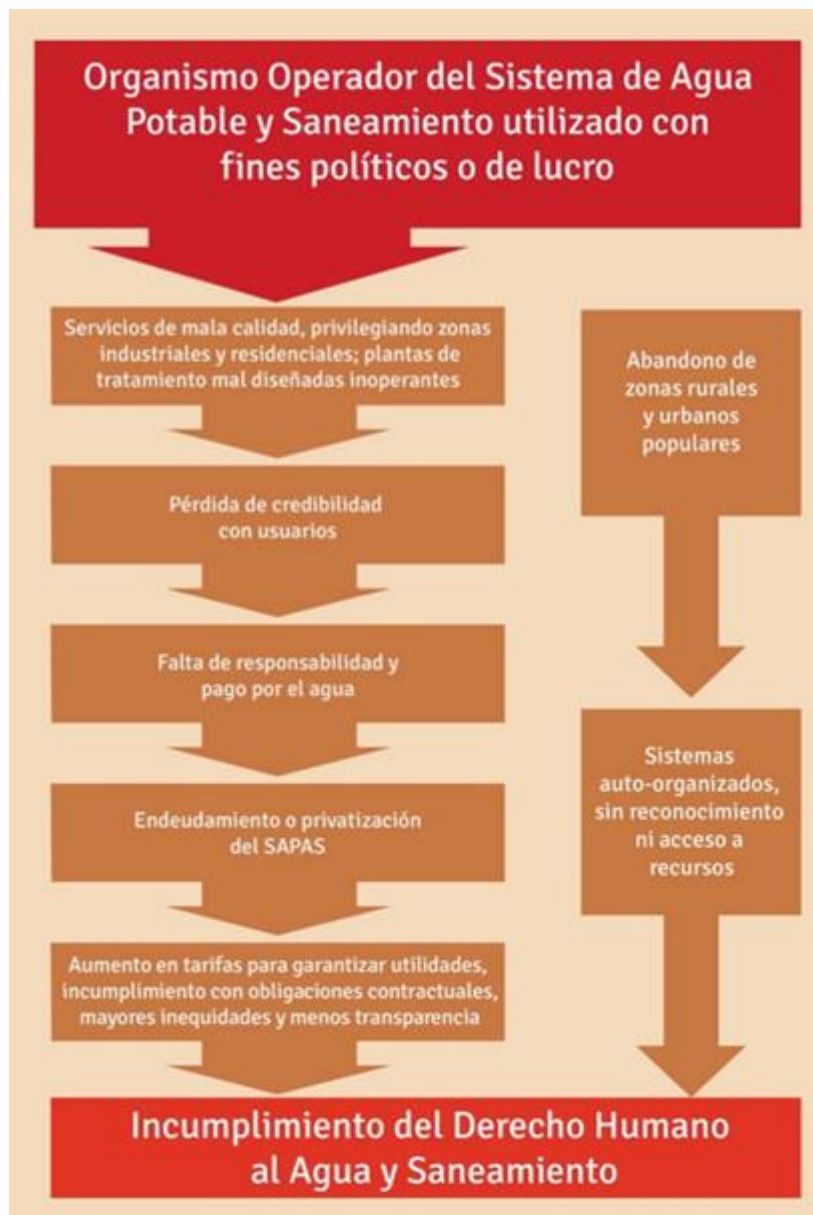 Organismo Operador del Sistema de Agua
Potable y Saneamiento utilizado con
fines políticos o de lucro
Servicios de mala calidad, privilegiando zonas
industriales y residenciales; plantas de
tratamiento mal diseñadas inoperantes
Pérdida de credibilidad
con usuarios
Falta de responsabilidad y
pago por el agua
Endeudamiento o privatización
del SAPAS
Aumento en tarifas para garantizar utilidades,
incumplimiento con obligaciones contractuales,
mayores inequidades y menos transparencia
Abandono de
zonas rurales
y urbanos
populares
Sistemas
auto-organizados,
sin reconocimiento
ni acceso a
recursos
Incumplimiento del Derecho Humano
al Agua y Saneamiento